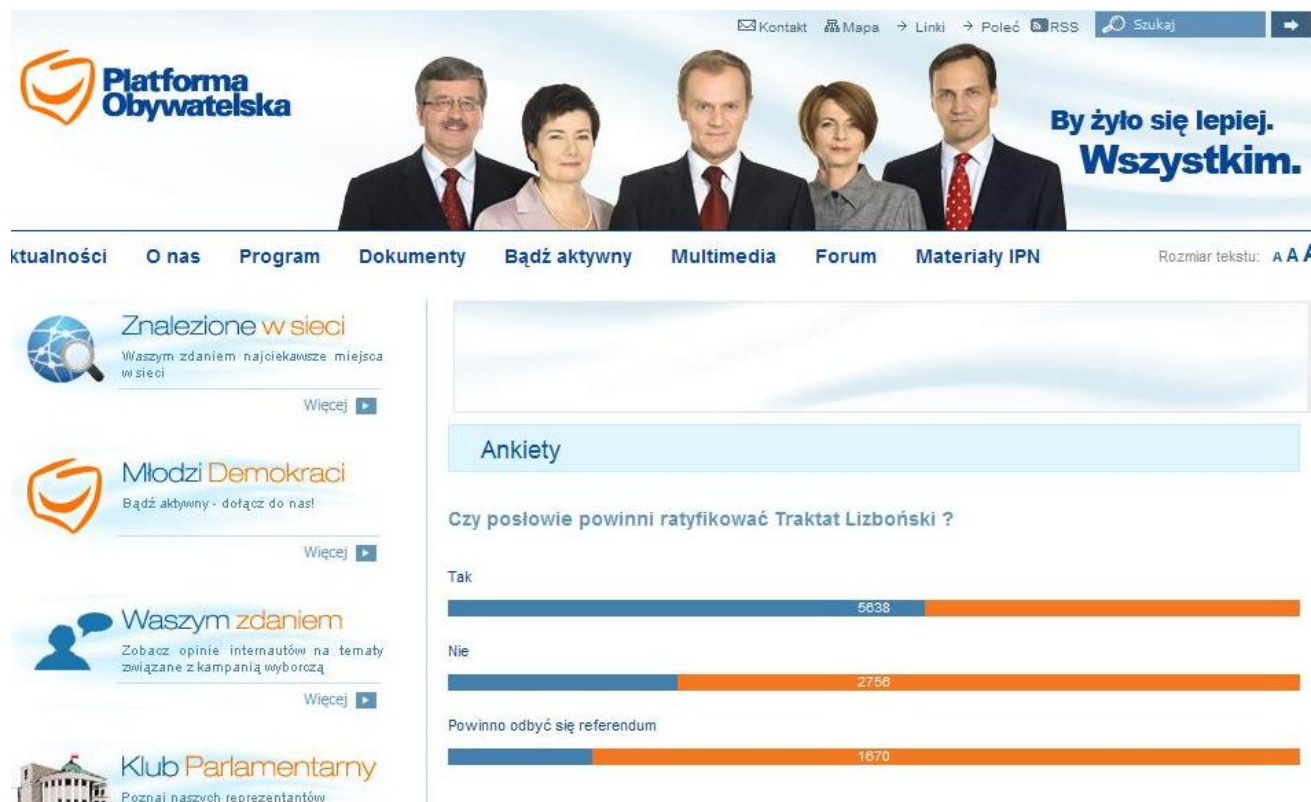 Kontakt Mapa → Linki → Poleć RSS Szukaj
Platforma
Obywatelska
By żyło się lepiej.
Wszystkim.
ktualności O nas Program Dokumenty Bądź aktywny Multimedia Forum Materiały IPN Rozmiar tekstu: A A A
Znalezione w sieci
Waszym zdaniem najciekawsze miejsca
w sieci
Więcej
Młodzi Demokraci
Bądź aktywny - dołącz do nas!
Więcej
Waszym zdaniem
Zobacz opinie internautów na tematy
związane z kampanią wyborczą
Więcej
Klub Parlamentarny
Poznaj naszych reprezentantów
Ankiety
Czy posłowie powinni ratyfikować Traktat Lizboński ?
Tak
5638
Nie
2756
Powinno odbyć się referendum
1670